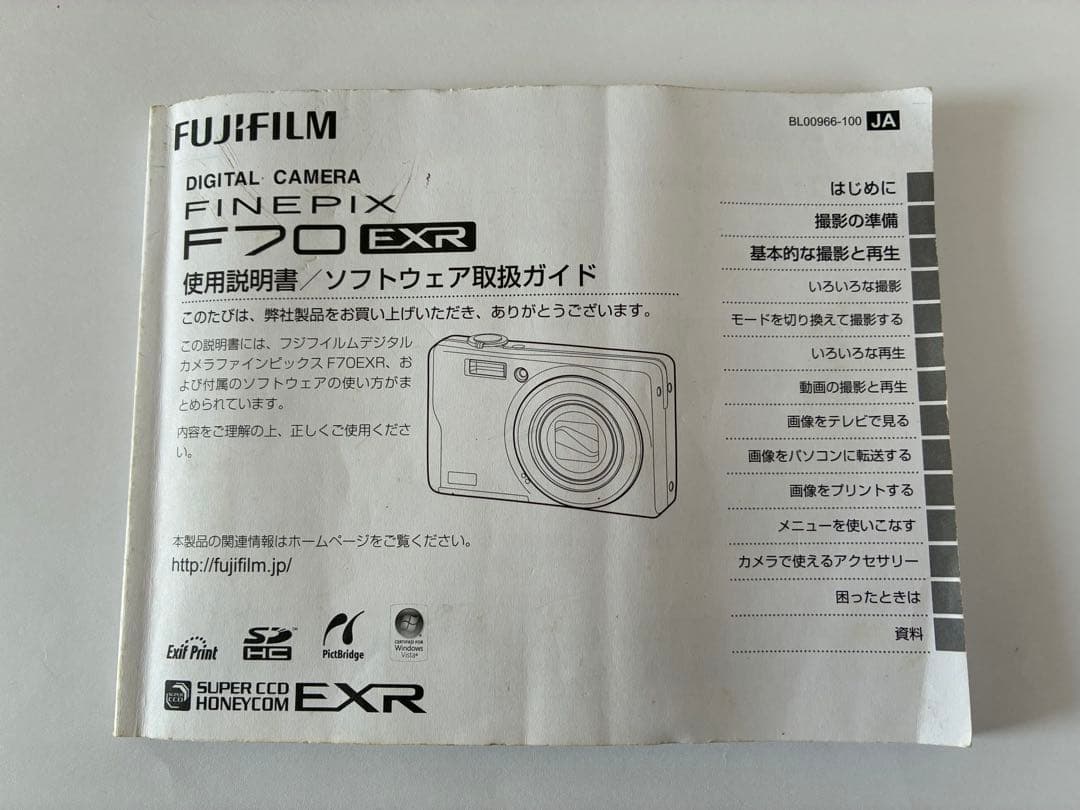 FUJIFILM
BL00966-100 JA
DIGITAL CAMERA
FINEPIX
F70 EXR
使用説明書／ソフトウェア取扱ガイド
このたびは、弊社製品をお買い上げいただき、ありがとうございます。
この説明書には、フジフイルムデジタル
カメラファインピックス F70EXR、お
よび付属のソフトウェアの使い方がま
とめられています。
内容をご理解の上、正しくご使用くださ
い。
本製品の関連情報はホームページをご覧ください。
http://fujifilm.jp/
はじめに
撮影の準備
基本的な撮影と再生
いろいろな撮影
モードを切り換えて撮影する
いろいろな再生
動画の撮影と再生
画像をテレビで見る
画像をパソコンに転送する
画像をプリントする
メニューを使いこなす
カメラで使えるアクセサリー
困ったときは
資料
Exif Print
SD HC™
PictBridge
CERTIFIED FOR
Windows
Vista
SUPER CCD
HONEYCOM EXR